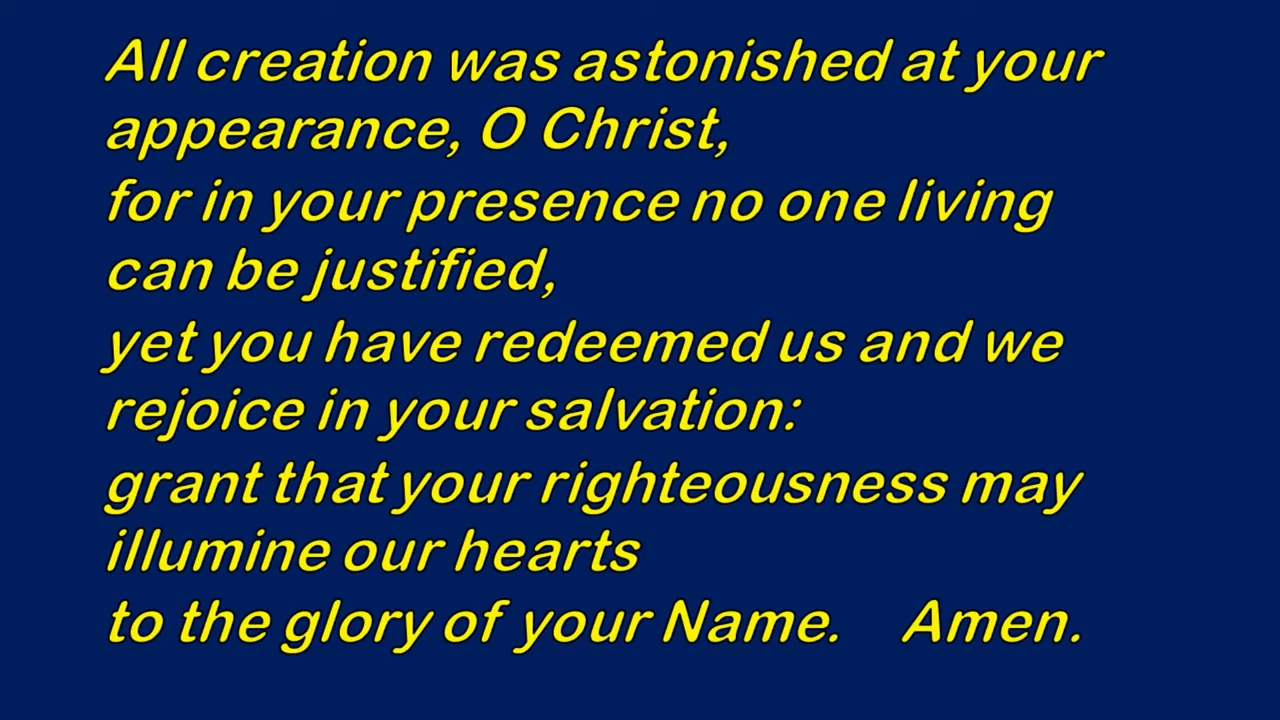 All creation was astonished at your
appearance, O Christ,
for in your presence no one living
can be justified,
yet you have redeemed us and we
rejoice in your salvation:
grant that your righteousness may
illumine our hearts
to the glory of your Name. Amen.